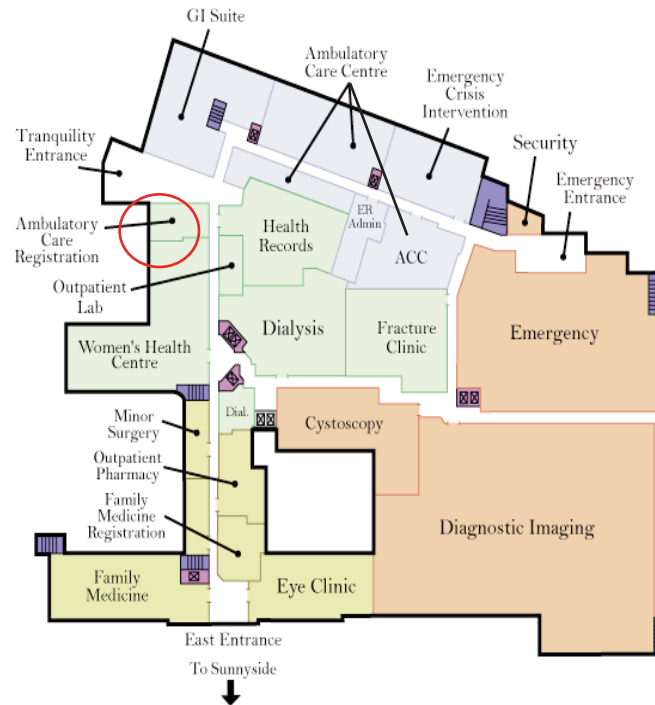 GI Suite
Ambulatory
Care Centre
Emergency
Crisis
Intervention
Tranquility
Entrance
Security
Emergency
Entrance
Ambulatory
Care
Registration
Health
Records
ER
Admin
ACC
Outpatient
Lab
Dialysis
Fracture
Clinic
Emergency
Women's Health
Centre
Minor
Surgery
Dial.
Cystoscopy
Outpatient
Pharmacy
Family
Medicine
Registration
Diagnostic Imaging
Family
Medicine
Eye Clinic
East Entrance
To Sunnyside